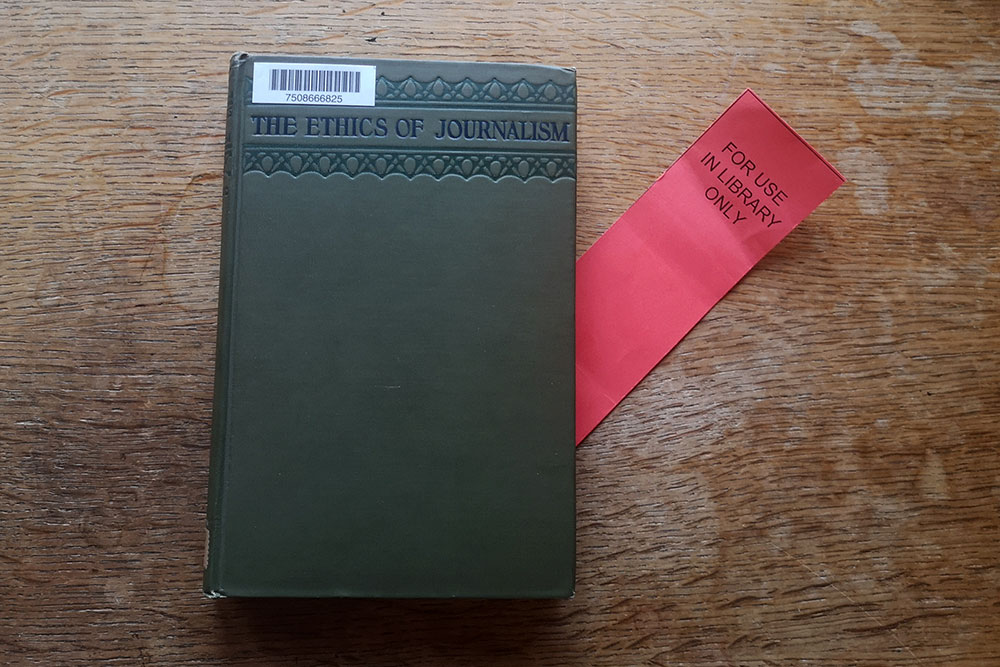 7508666825
THE ETHICS OF JOURNALISM
FOR USE
IN LIBRARY
ONLY